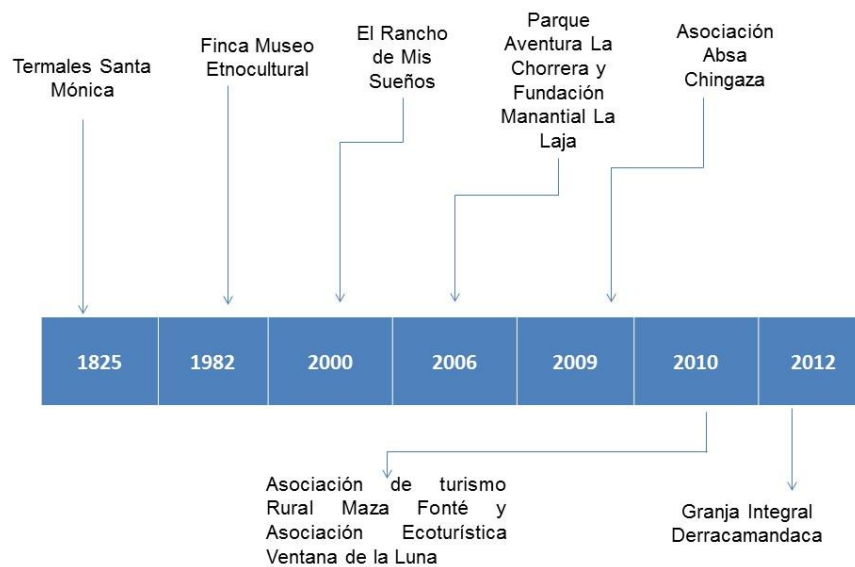 Termales Santa
Mónica
Finca Museo
Etnocultural
El Rancho
de Mis
Sueños
Parque
Aventura La
Chorrera y
Fundación
Manantial La
Laja
Asociación
Absa
Chingaza
1825
1982
2000
2006
2009
2010
2012
Asociación de turismo
Rural Maza Fonté y
Asociación Ecoturística
Ventana de la Luna
Granja Integral
Derracamandaca